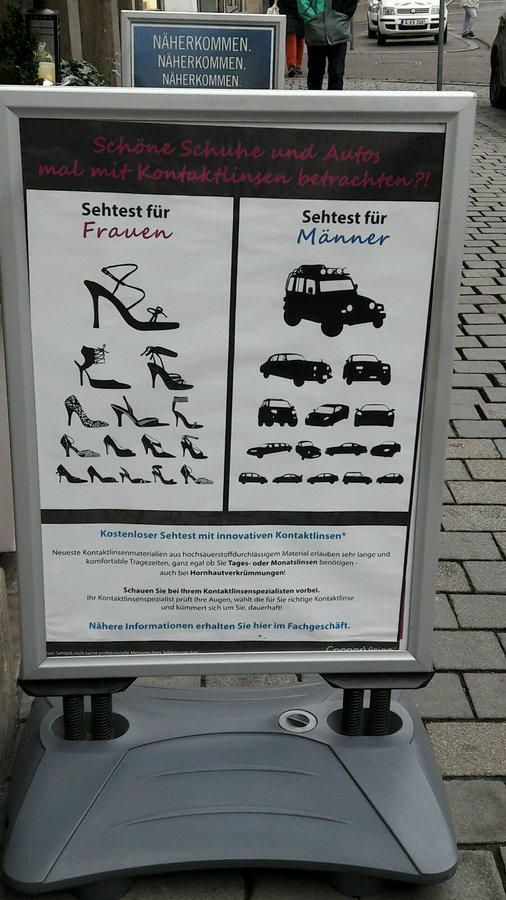 NÄHERKOMMEN.
NÄHERKOMMEN.
NÄHERKOMMEN.
Schöne Schuhe und Autos
mal mit Kontaktlinsen betrachten?!
Sehtest für
Frauen
Sehtest für
Männer
Kostenloser Sehtest mit innovativen Kontaktlinsen*
Neueste Kontaktlinsenmaterialien aus hochsauerstoffdurchlässigem Material erlauben sehr lange und
komfortable Tragezeiten, ganz egal ob Sie Tages- oder Monatslinsen benötigen -
auch bei Hornhautverkrümmungen!
Schauen Sie bei Ihrem Kontaktlinsenspezialisten vorbei.
Ihr Kontaktlinsenspezialist prüft Ihre Augen, wählt die für Sie richtige Kontaktlinse
und kümmert sich um Sie, dauerhaft!
Nähere Informationen erhalten Sie hier im Fachgeschäft.
Sehtest stellt keine professionelle Messung Ihrer
CooperVision